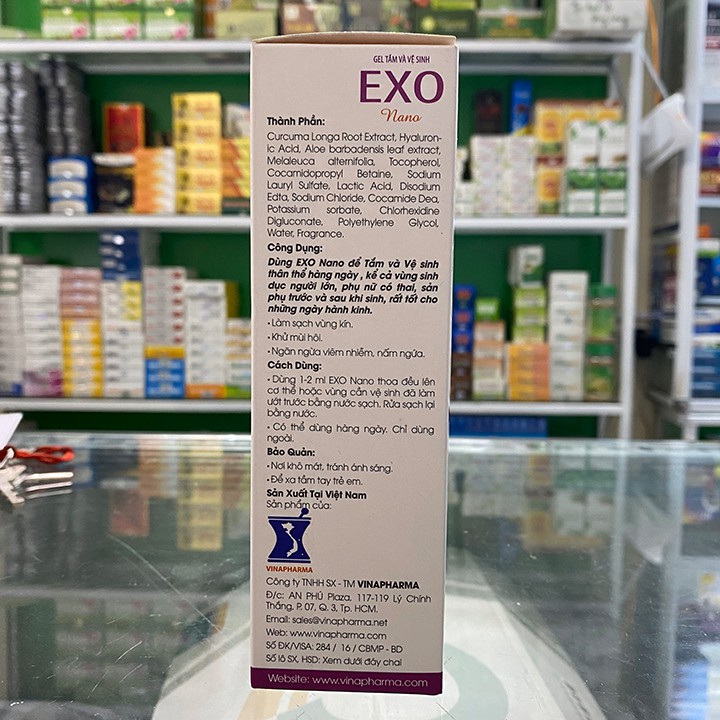 GEL TẮM VÀ VỆ SINH
EXO
Nano
Thành Phần:
Curcuma Longa Root Extract, Hyaluron-
ic Acid, Aloe barbadensis leaf extract,
Melaleuca alternifolia, Tocopherol,
Cocamidopropyl Betaine, Sodium
Lauryl Sulfate, Lactic Acid, Disodium
Edta, Sodium Chloride, Cocamide Dea,
Potassium sorbate, Chlorhexidine
Digluconate, Polyethylene Glycol,
Water, Fragrance.
Công Dụng:
Dùng EXO Nano để Tắm và Vệ sinh
thân thể hàng ngày , kể cả vùng sinh
dục người lớn, phụ nữ có thai, sản
phụ trước và sau khi sinh, rất tốt cho
những ngày hành kinh.
• Làm sạch vùng kín.
• Khử mùi hôi.
• Ngăn ngừa viêm nhiễm, nấm ngứa.
Cách Dùng:
• Dùng 1-2 ml EXO Nano thoa đều lên
cơ thể hoặc vùng cần vệ sinh đã làm
ướt trước bằng nước sạch. Rửa sạch lại
bằng nước.
• Có thể dùng hàng ngày. Chỉ dùng
ngoài.
Bảo Quản:
• Nơi khô mát, tránh ánh sáng.
• Để xa tầm tay trẻ em.
Sản Xuất Tại Việt Nam
Sản phẩm của:
VINAPHARMA
Công ty TNHH SX - TM VINAPHARMA
Đ/c: AN PHÚ Plaza, 117-119 Lý Chính
Thắng, P. 07, Q. 3, Tp. HCM.
Email: sales@vinapharma.net
Web: www.vinapharma.com
Số ĐK/VISA: 284 / 16 / CBMP - BD
Số lô SX, HSD: Xem dưới đáy chai
Website: www.vinapharma.com